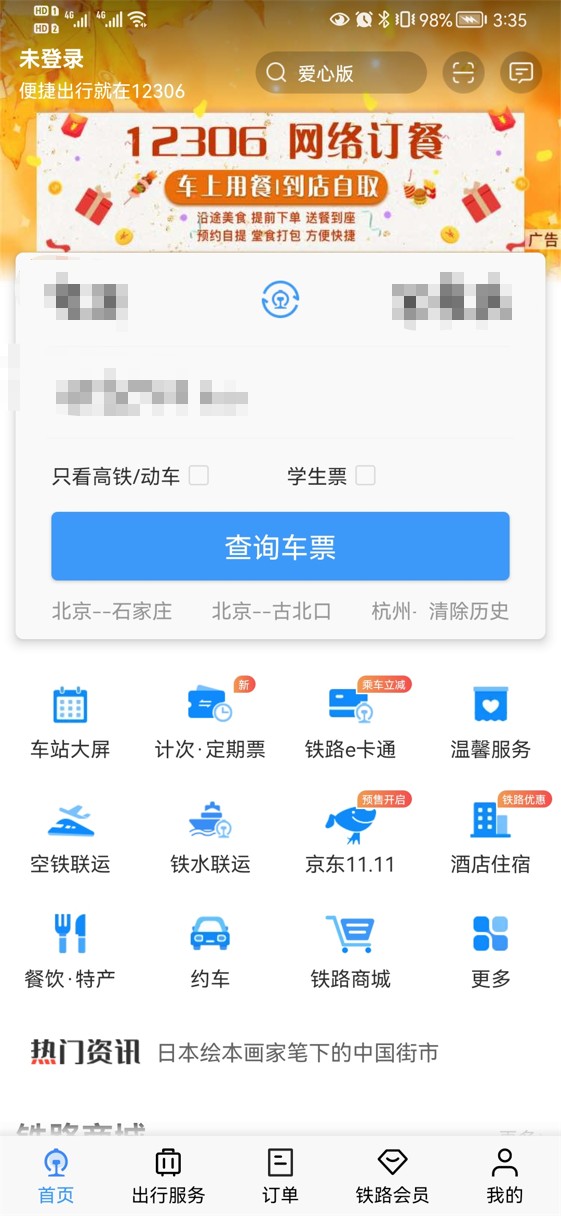 HD 1 4G 4G 98% 3:35
HD 2
未登录
爱心版
便捷出行就在12306
12306 网络订餐
车上用餐|到店自取
沿途美食 提前下单 送餐到座
预约自提 堂食打包 方便快捷
广告
只看高铁/动车 学生票
查询车票
北京--石家庄 北京--古北口 杭州· 清除历史
新 乘车立减
车站大屏 计次·定期票 铁路e卡通 温馨服务
预售开启 铁路优惠
空铁联运 铁水联运 京东11.11 酒店住宿
餐饮·特产 约车 铁路商城 更多
热门资讯 日本绘本画家笔下的中国街市
铁路商城 更多
首页 出行服务 订单 铁路会员 我的